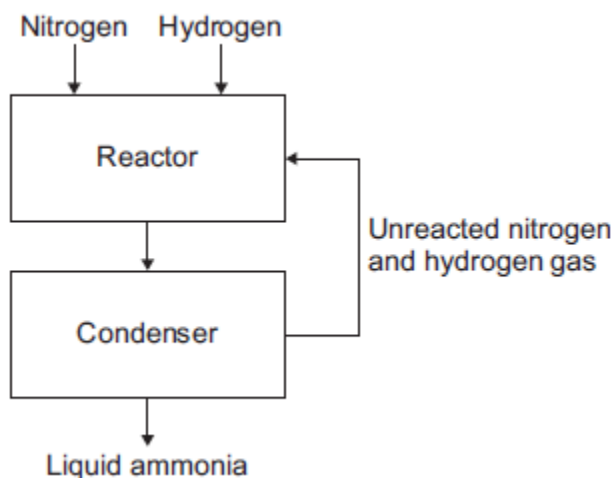 Nitrogen
Hydrogen
Reactor
Unreacted nitrogen
and hydrogen gas
Condenser
Liquid ammonia